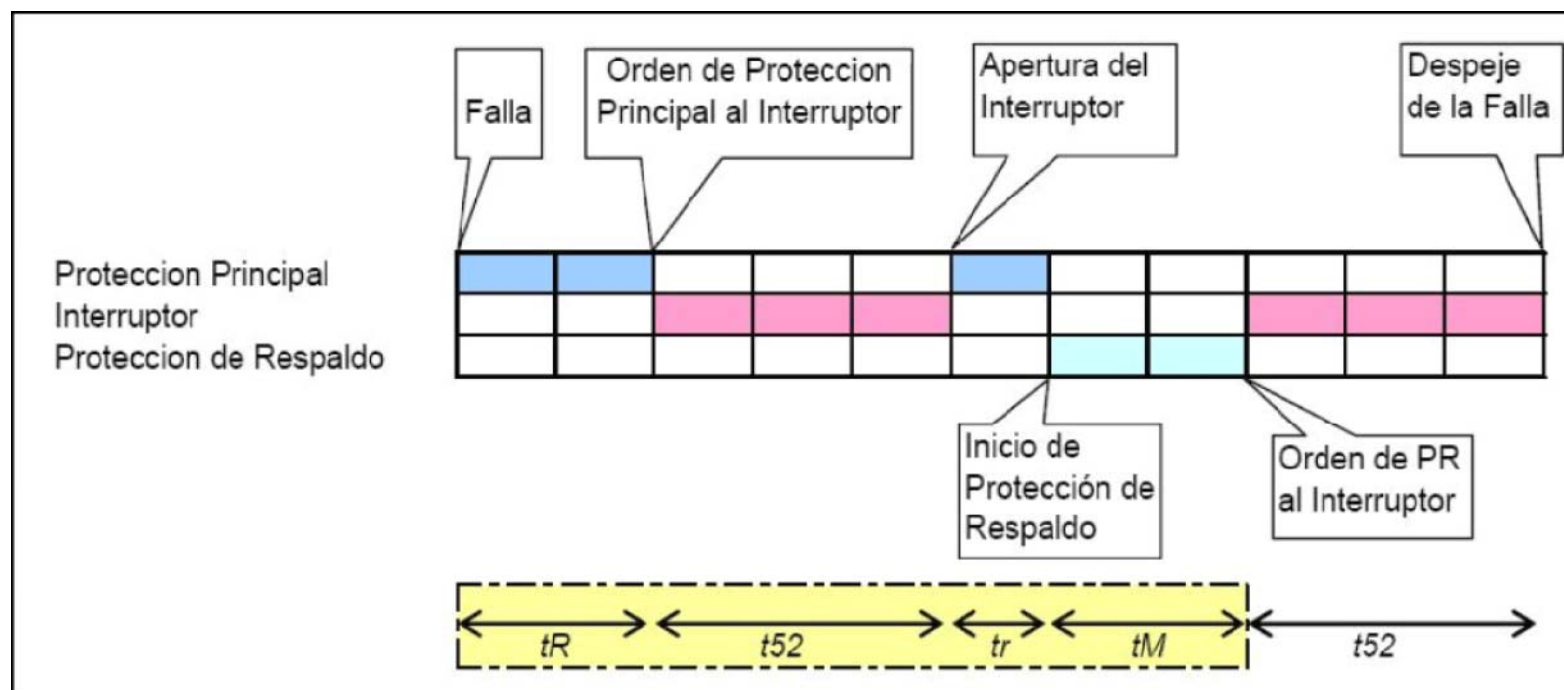 Falla
Orden de Proteccion
Principal al Interruptor
Apertura del
Interruptor
Despeje
de la Falla
Proteccion Principal
Interruptor
Proteccion de Respaldo
Inicio de
Protección de
Respaldo
Orden de PR
al Interruptor
tR
t52
tr
tM
t52